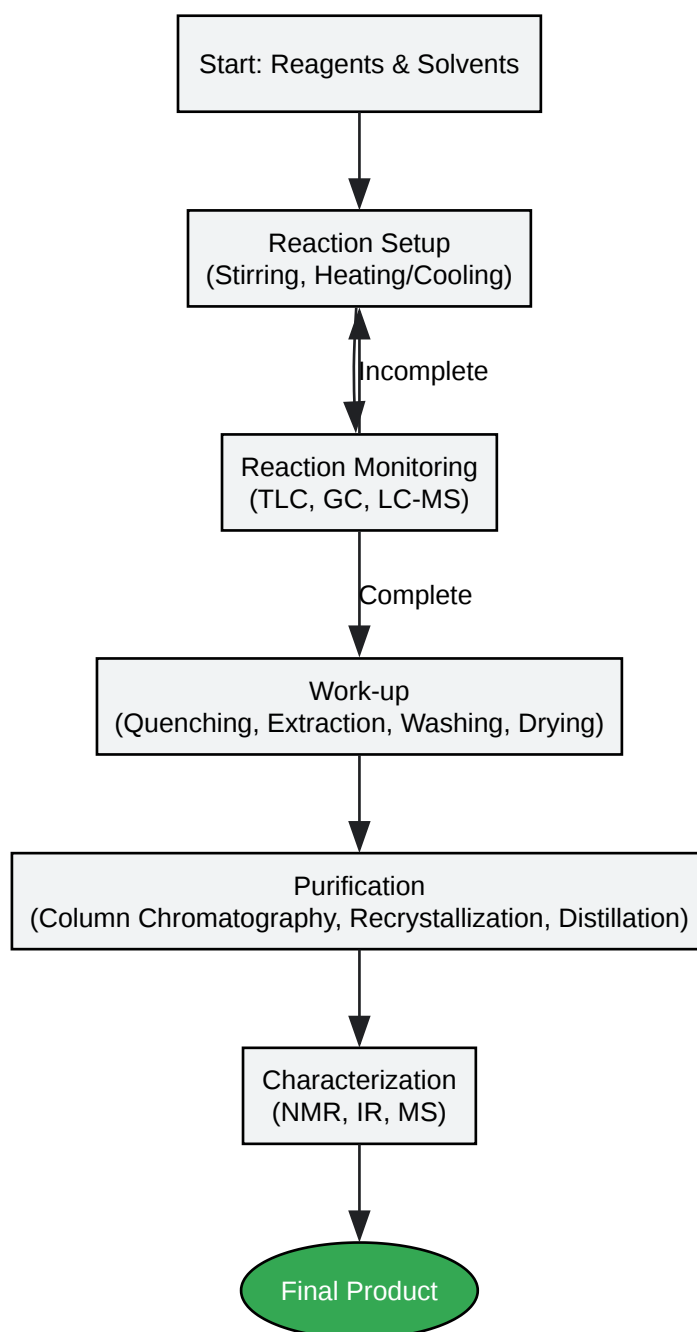 Start: Reagents & Solvents
Reaction Setup
(Stirring, Heating/Cooling)
Incomplete
Reaction Monitoring
(TLC, GC, LC-MS)
Complete
Work-up
(Quenching, Extraction, Washing, Drying)
Purification
(Column Chromatography, Recrystallization, Distillation)
Characterization
(NMR, IR, MS)
Final Product